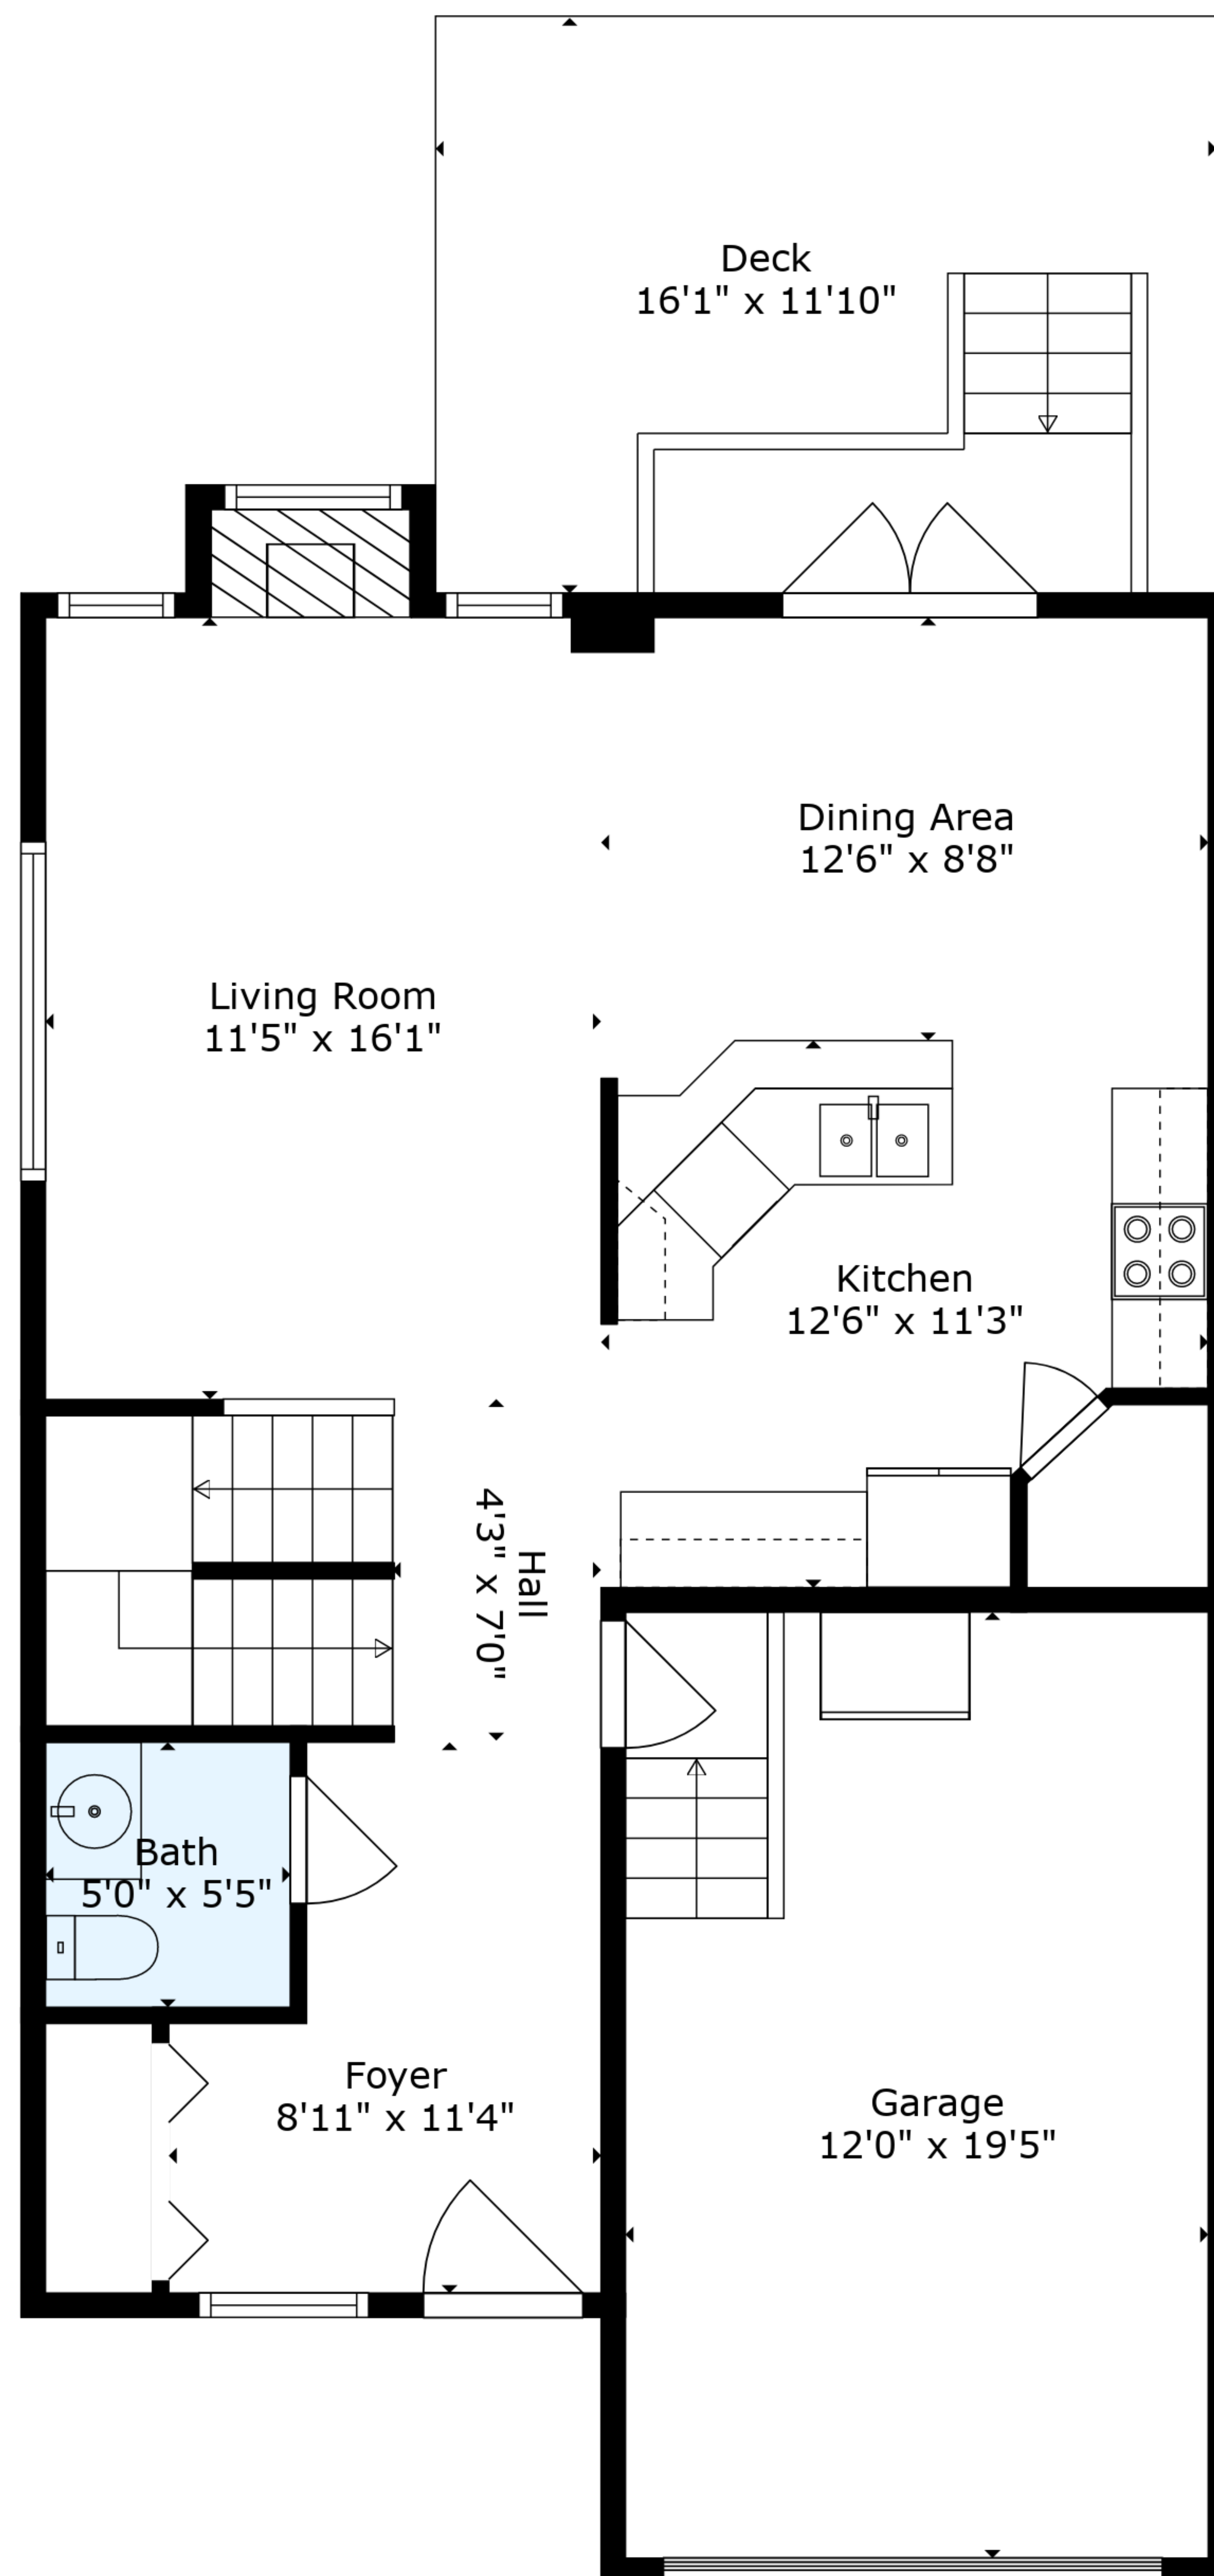 Deck
16'1" x 11'10"
Dining Area
12'6" x 8'8"
Living Room
11'5" x 16'1"
Kitchen
12'6" x 11'3"
Hall
4'3" x 7'0"
Bath
5'0" x 5'5"
Foyer
8'11" x 11'4"
Garage
12'0" x 19'5"